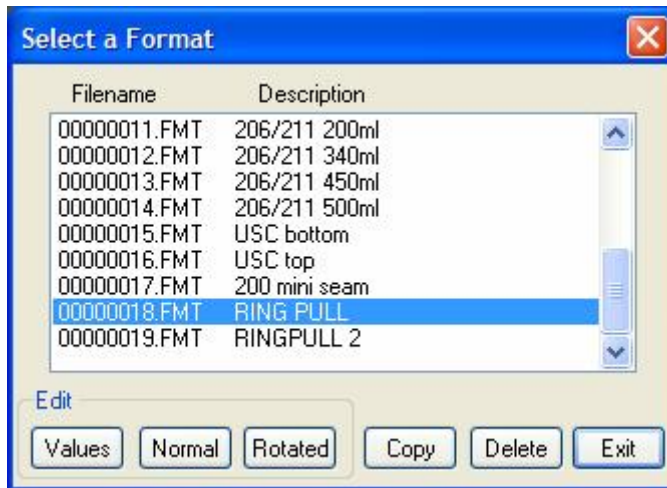 Select a Format
Filename Description
00000011.FMT 206/211 200ml
00000012.FMT 206/211 340ml
00000013.FMT 206/211 450ml
00000014.FMT 206/211 500ml
00000015.FMT USC bottom
00000016.FMT USC top
00000017.FMT 200 mini seam
00000018.FMT RING PULL
00000019.FMT RINGPULL 2
Edit
Values Normal Rotated Copy Delete Exit